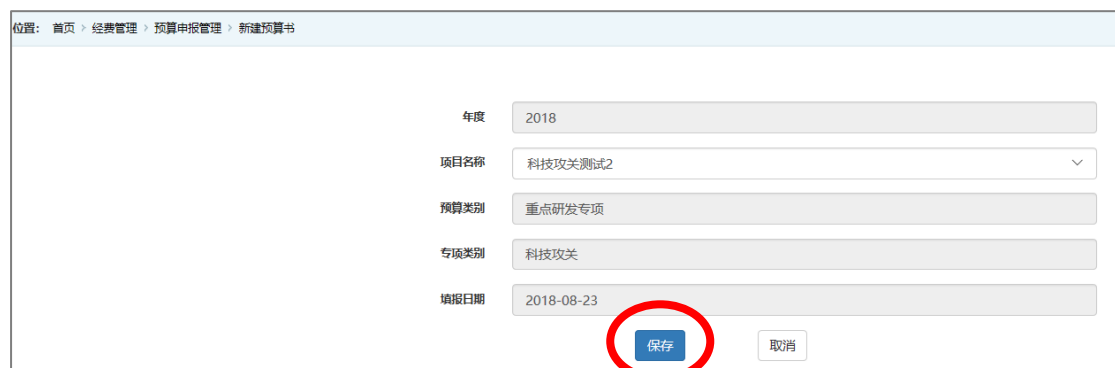 位置： 首页 > 经费管理 > 预算申报管理 > 新建预算书
年度 2018
项目名称 科技攻关测试2
预算类别 重点研发专项
专项类别 科技攻关
填报日期 2018-08-23
保存 取消